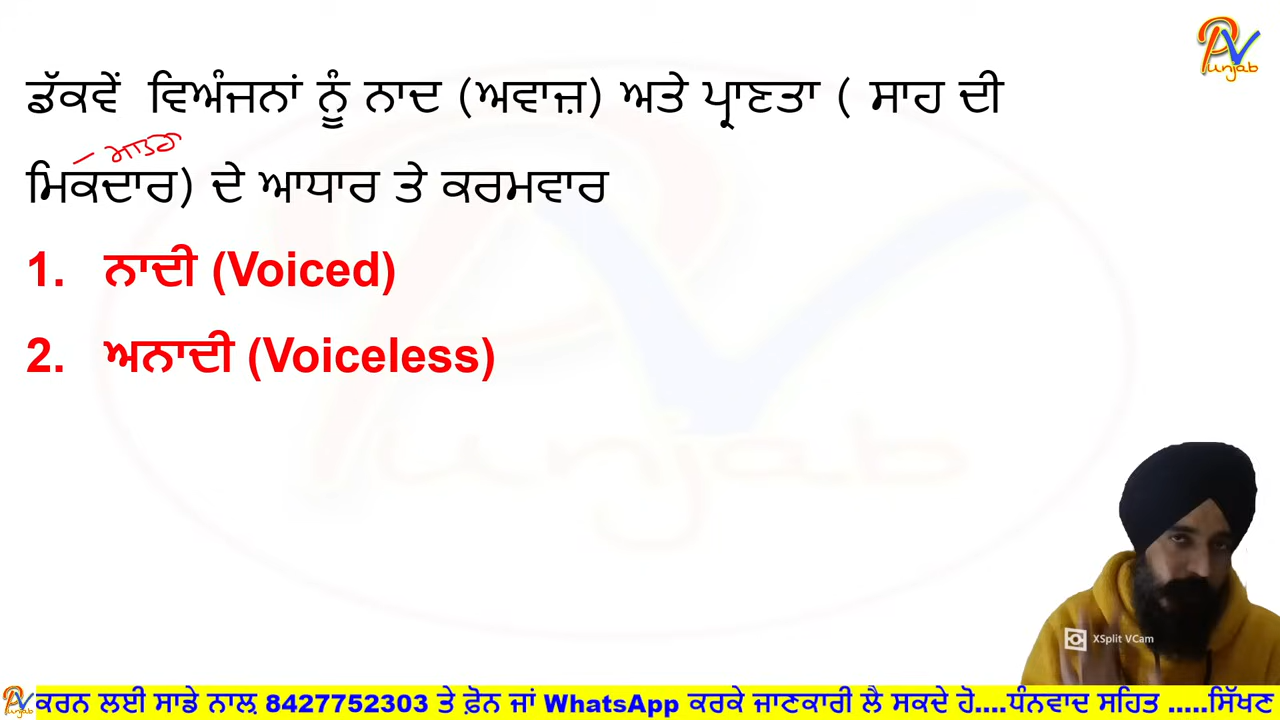 ਡੱਕਵੇਂ ਵਿਅੰਜਨਾਂ ਨੂੰ ਨਾਦ (ਅਵਾਜ਼) ਅਤੇ ਪ੍ਰਾਣਤਾ ( ਸਾਹ ਦੀ
ਮਿਕਦਾਰ) ਦੇ ਆਧਾਰ ਤੇ ਕਰਮਵਾਰ
1. ਨਾਦੀ (Voiced)
2. ਅਨਾਦੀ (Voiceless)
Punjab
XSplit VCam
ਕਰਨ ਲਈ ਸਾਡੇ ਨਾਲ਼ 8427752303 ਤੇ ਫ਼ੋਨ ਜਾਂ WhatsApp ਕਰਕੇ ਜਾਣਕਾਰੀ ਲੈ ਸਕਦੇ ਹੋ....ਧੰਨਵਾਦ ਸਹਿਤ .....ਸਿੱਖਣ